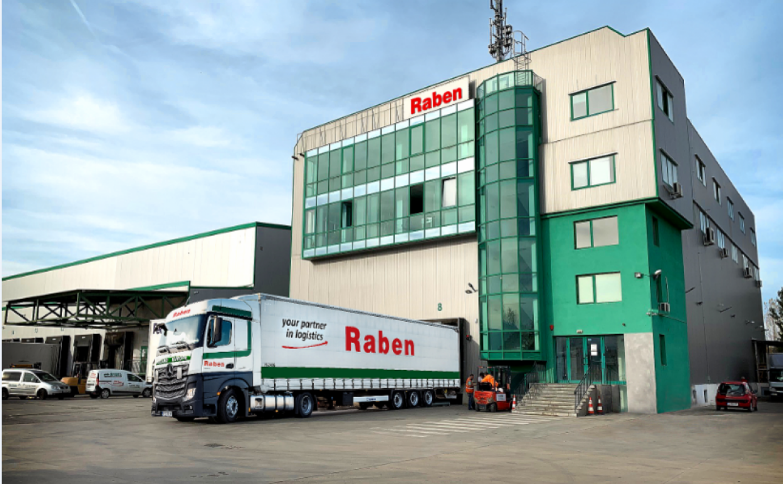 Raben
8
your partner
in logistics
Raben
Raben